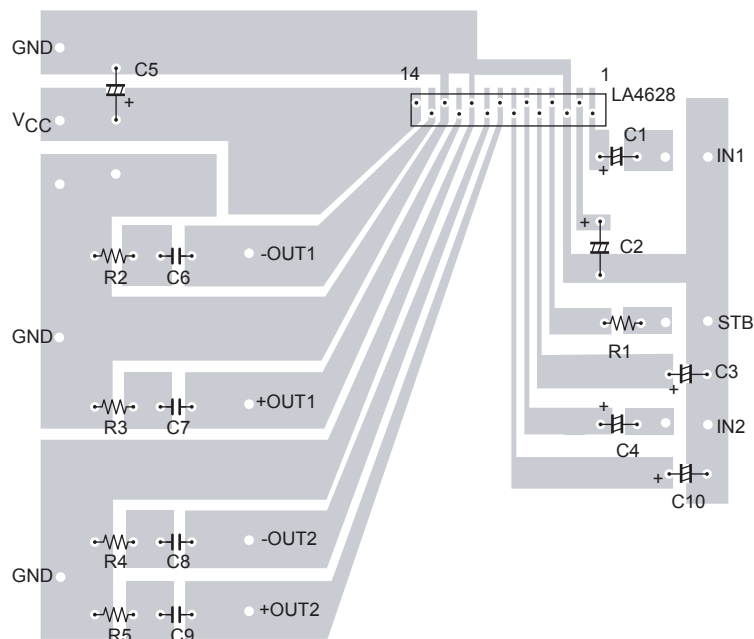 GND
C5
14
1
LA4628
VCC
+
C1
+
IN1
+
C2
R2
C6
-OUT1
GND
R1
STB
C3
+
R3
C7
+OUT1
+
C4
IN2
+
C10
R4
C8
-OUT2
GND
R5
C9
+OUT2